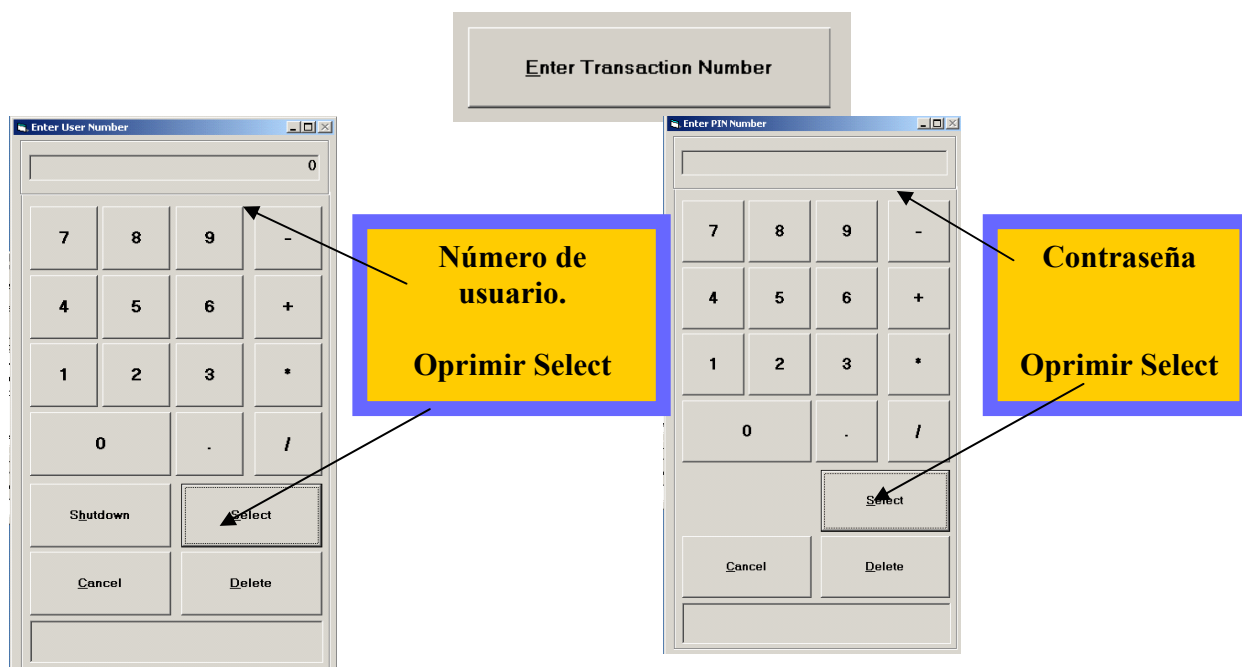 Enter Transaction Number
Enter User Number
0
7 8 9 -
4 5 6 +
1 2 3 *
0 . /
Shutdown Select
Cancel Delete
Número de
usuario.
Oprimir Select
Enter PIN Number
7 8 9 -
4 5 6 +
1 2 3 *
0 . /
Select
Cancel Delete
Contraseña
Oprimir Select